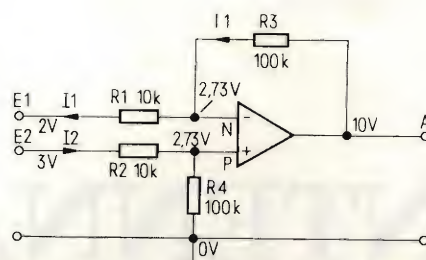 I1 R3
100k
2,73V
10V
E1 I1 R1 10k
2V
N -
A
E2 I2 2,73V
3V R2 10k
P +
R4
100k
0V